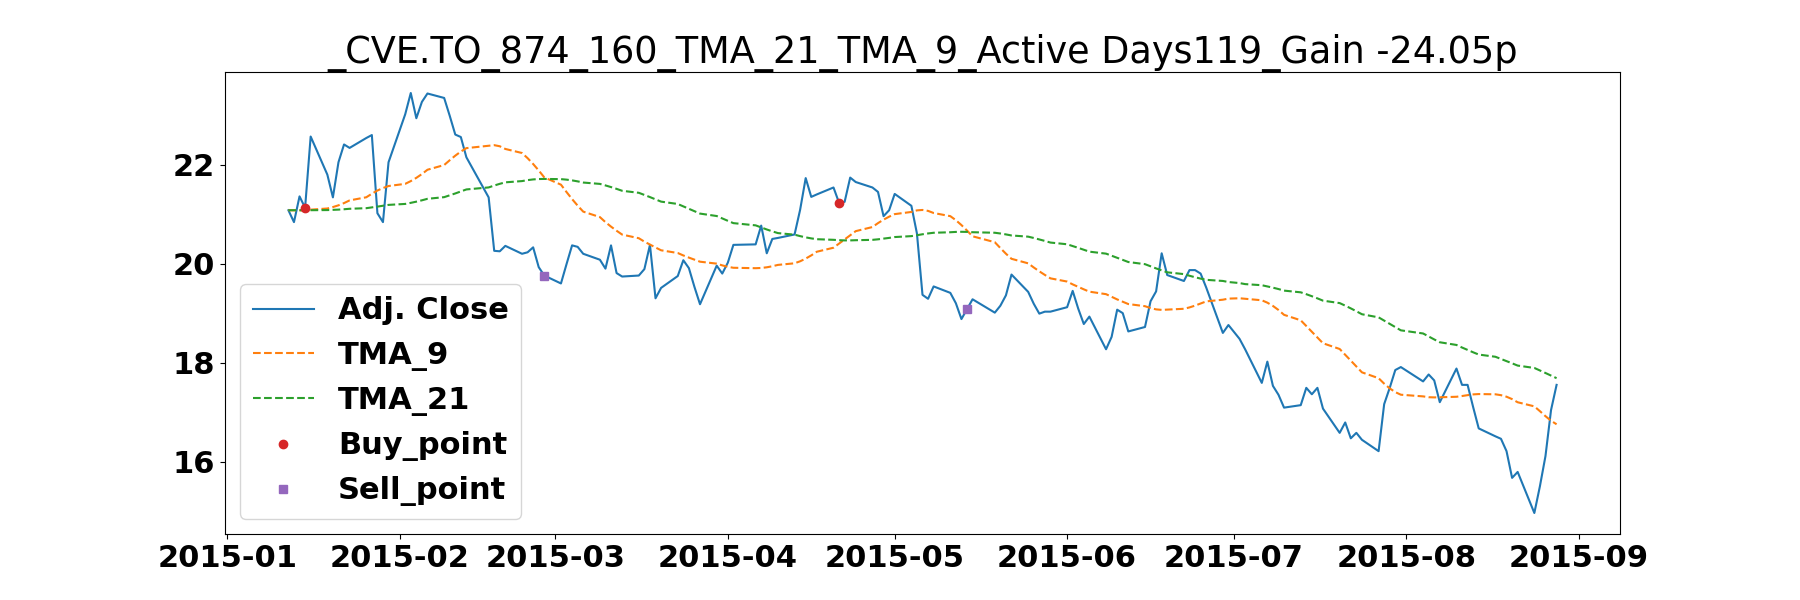 _CVE.TO_874_160_TMA_21_TMA_9_Active Days119_Gain -24.05p
22
20
18
16
Adj. Close
TMA_9
TMA_21
Buy_point
Sell_point
2015-01 2015-02 2015-03 2015-04 2015-05 2015-06 2015-07 2015-08 2015-09